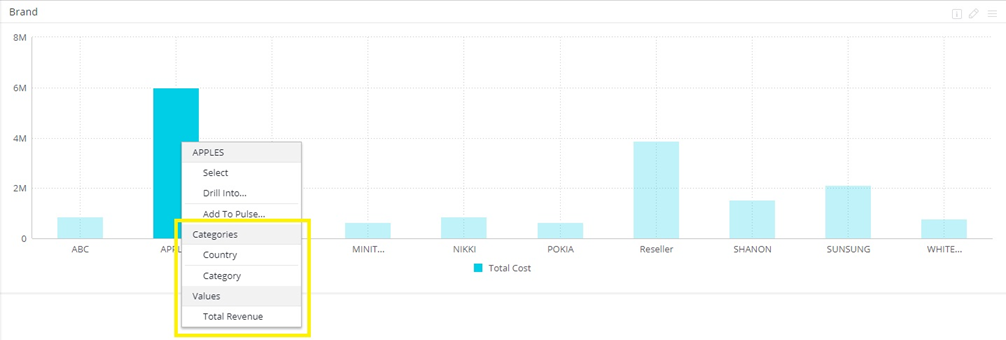 Brand
8M
6M
4M
2M
0
APPLES
Select
Drill Into...
Add To Pulse...
Categories
Country
Category
Values
Total Revenue
ABC
MINIT...
NIKKI
POKIA
Reseller
SHANON
SUNSUNG
WHITE...
Total Cost